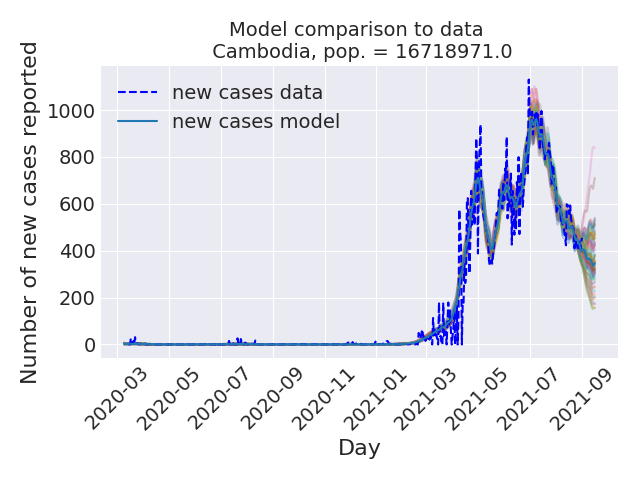 Model comparison to data
Cambodia, pop. = 16718971.0
Number of new cases reported
1000
800
600
400
200
0
new cases data
new cases model
2020-03
2020-05
2020-07
2020-09
2020-11
2021-01
2021-03
2021-05
2021-07
2021-09
Day